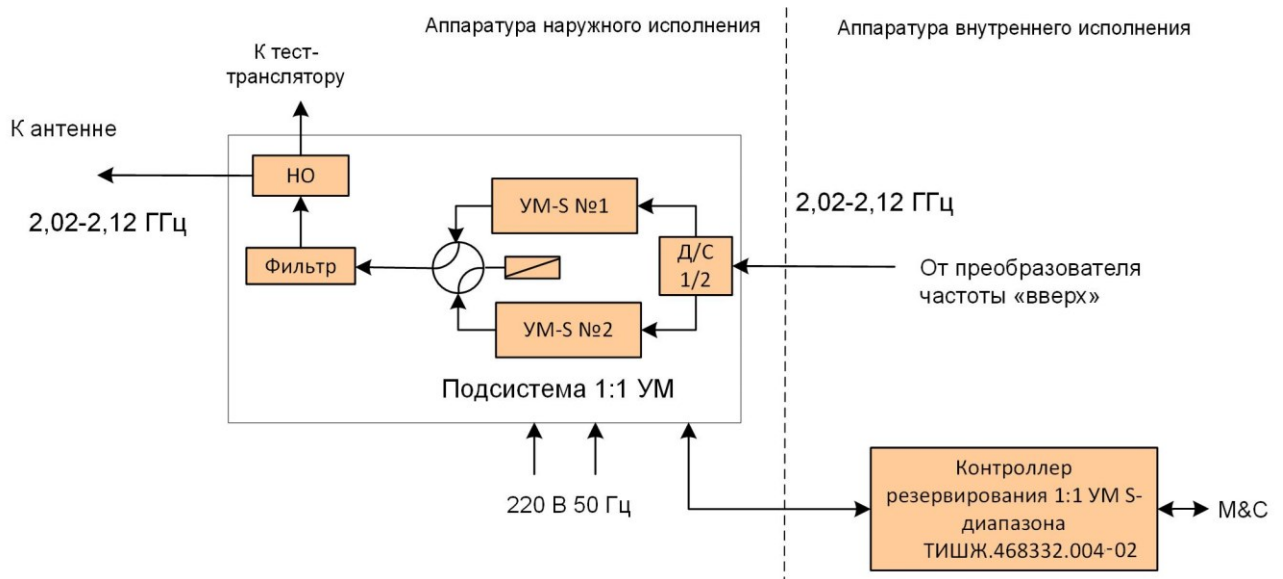 Аппаратура наружного исполнения
Аппаратура внутреннего исполнения
К тест-
транслятору
К антенне
НО
УМ-S №1
2,02-2,12 ГГц
2,02-2,12 ГГц
Фильтр
Д/С
1/2
От преобразователя
частоты «вверх»
УМ-S №2
Подсистема 1:1 УМ
220 В 50 Гц
Контроллер
резервирования 1:1 УМ S-
диапазона
ТИШЖ.468332.004-02
M&C